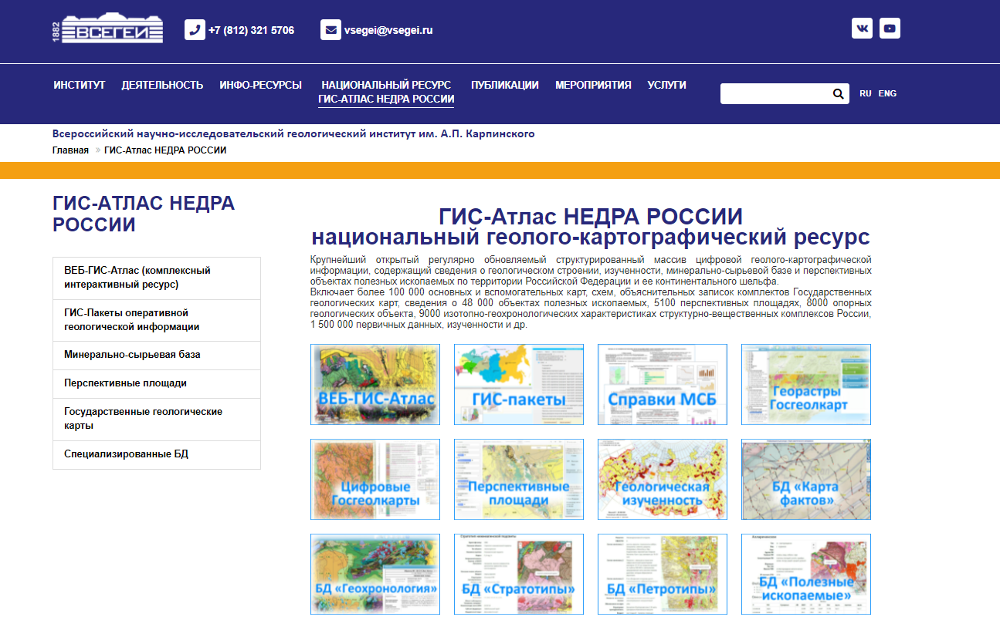 1882
ВСЕГЕИ
+7 (812) 321 5706
vsegei@vsegei.ru
ИНСТИТУТ
ДЕЯТЕЛЬНОСТЬ
ИНФО-РЕСУРСЫ
НАЦИОНАЛЬНЫЙ РЕСУРС
ГИС-АТЛАС НЕДРА РОССИИ
ПУБЛИКАЦИИ
МЕРОПРИЯТИЯ
УСЛУГИ
RU ENG
Всероссийский научно-исследовательский геологический институт им. А.П. Карпинского
Главная » ГИС-Атлас НЕДРА РОССИИ
ГИС-АТЛАС НЕДРА
РОССИИ
ВЕБ-ГИС-Атлас (комплексный
интерактивный ресурс)
ГИС-Пакеты оперативной
геологической информации
Минерально-сырьевая база
Перспективные площади
Государственные геологические
карты
Специализированные БД
ГИС-Атлас НЕДРА РОССИИ
национальный геолого-картографический ресурс
Крупнейший открытый регулярно обновляемый структурированный массив цифровой геолого-картографической
информации, содержащий сведения о геологическом строении, изученности, минерально-сырьевой базе и перспективных
объектах полезных ископаемых по территории Российской Федерации и ее континентального шельфа.
Включает более 100 000 основных и вспомогательных карт, схем, объяснительных записок комплектов Государственных
геологических карт, сведения о 48 000 объектах полезных ископаемых, 5100 перспективных площадях, 8000 опорных
геологических объекта, 9000 изотопно-геохронологических характеристиках структурно-вещественных комплексов России,
1 500 000 первичных данных, изученности и др.
ВЕБ-ГИС-Атлас
ГИС-пакеты
Справки МСБ
Георастры
Госгеолкарт
Цифровые
Госгеолкарты
Перспективные
площади
Геологическая
изученность
БД «Карта
фактов»
БД «Геохронология»
БД «Стратотипы»
БД «Петротипы»
БД «Полезные
ископаемые»